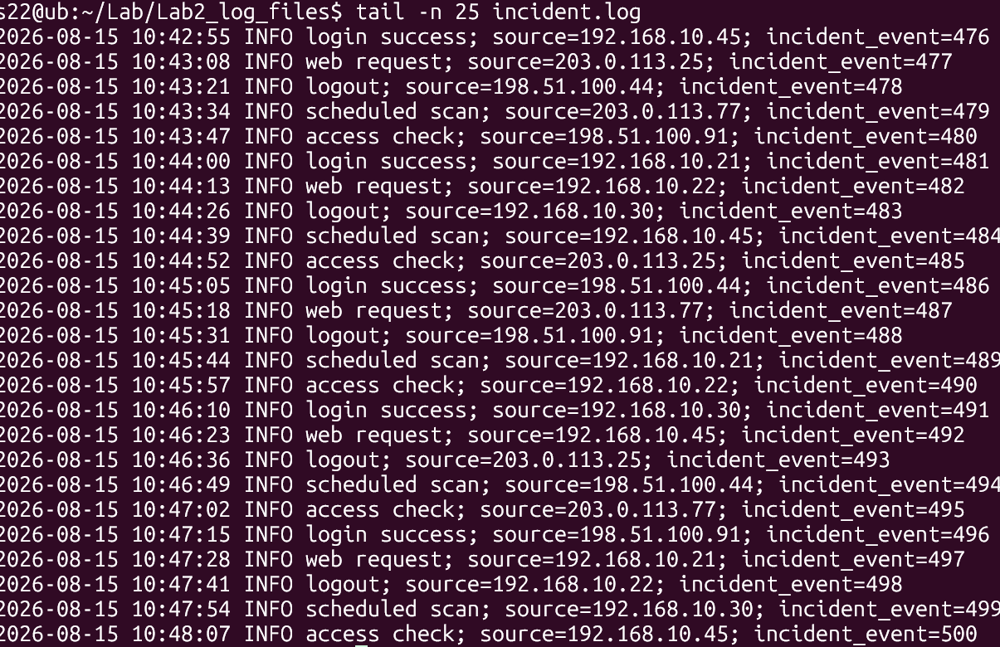 s22@ub:~/Lab/Lab2_log_files$ tail -n 25 incident.log
2026-08-15 10:42:55 INFO login success; source=192.168.10.45; incident_event=476
2026-08-15 10:43:08 INFO web request; source=203.0.113.25; incident_event=477
2026-08-15 10:43:21 INFO logout; source=198.51.100.44; incident_event=478
2026-08-15 10:43:34 INFO scheduled scan; source=203.0.113.77; incident_event=479
2026-08-15 10:43:47 INFO access check; source=198.51.100.91; incident_event=480
2026-08-15 10:44:00 INFO login success; source=192.168.10.21; incident_event=481
2026-08-15 10:44:13 INFO web request; source=192.168.10.22; incident_event=482
2026-08-15 10:44:26 INFO logout; source=192.168.10.30; incident_event=483
2026-08-15 10:44:39 INFO scheduled scan; source=192.168.10.45; incident_event=484
2026-08-15 10:44:52 INFO access check; source=203.0.113.25; incident_event=485
2026-08-15 10:45:05 INFO login success; source=198.51.100.44; incident_event=486
2026-08-15 10:45:18 INFO web request; source=203.0.113.77; incident_event=487
2026-08-15 10:45:31 INFO logout; source=198.51.100.91; incident_event=488
2026-08-15 10:45:44 INFO scheduled scan; source=192.168.10.21; incident_event=489
2026-08-15 10:45:57 INFO access check; source=192.168.10.22; incident_event=490
2026-08-15 10:46:10 INFO login success; source=192.168.10.30; incident_event=491
2026-08-15 10:46:23 INFO web request; source=192.168.10.45; incident_event=492
2026-08-15 10:46:36 INFO logout; source=203.0.113.25; incident_event=493
2026-08-15 10:46:49 INFO scheduled scan; source=198.51.100.44; incident_event=494
2026-08-15 10:47:02 INFO access check; source=203.0.113.77; incident_event=495
2026-08-15 10:47:15 INFO login success; source=198.51.100.91; incident_event=496
2026-08-15 10:47:28 INFO web request; source=192.168.10.21; incident_event=497
2026-08-15 10:47:41 INFO logout; source=192.168.10.22; incident_event=498
2026-08-15 10:47:54 INFO scheduled scan; source=192.168.10.30; incident_event=499
2026-08-15 10:48:07 INFO access check; source=192.168.10.45; incident_event=500